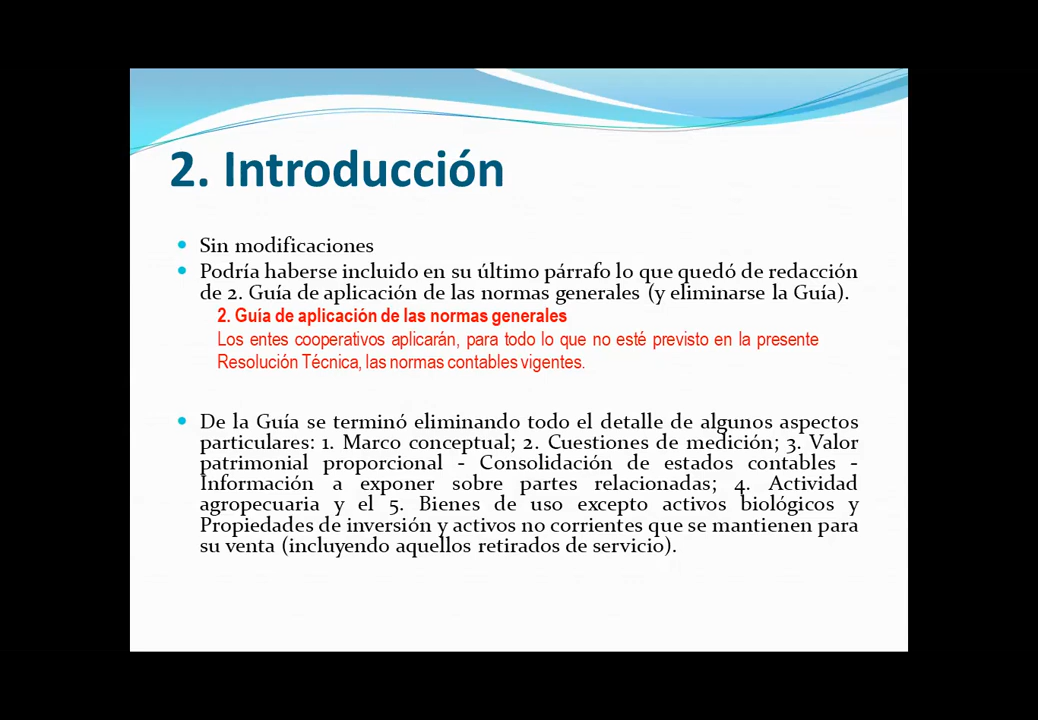 2. Introducción
• Sin modificaciones
• Podría haberse incluido en su último párrafo lo que quedó de redacción
de 2. Guía de aplicación de las normas generales (y eliminarse la Guía).
2. Guía de aplicación de las normas generales
Los entes cooperativos aplicarán, para todo lo que no esté previsto en la presente
Resolución Técnica, las normas contables vigentes.
• De la Guía se terminó eliminando todo el detalle de algunos aspectos
particulares: 1. Marco conceptual; 2. Cuestiones de medición; 3. Valor
patrimonial proporcional - Consolidación de estados contables -
Información a exponer sobre partes relacionadas; 4. Actividad
agropecuaria y el 5. Bienes de uso excepto activos biológicos y
Propiedades de inversión y activos no corrientes que se mantienen para
su venta (incluyendo aquellos retirados de servicio).